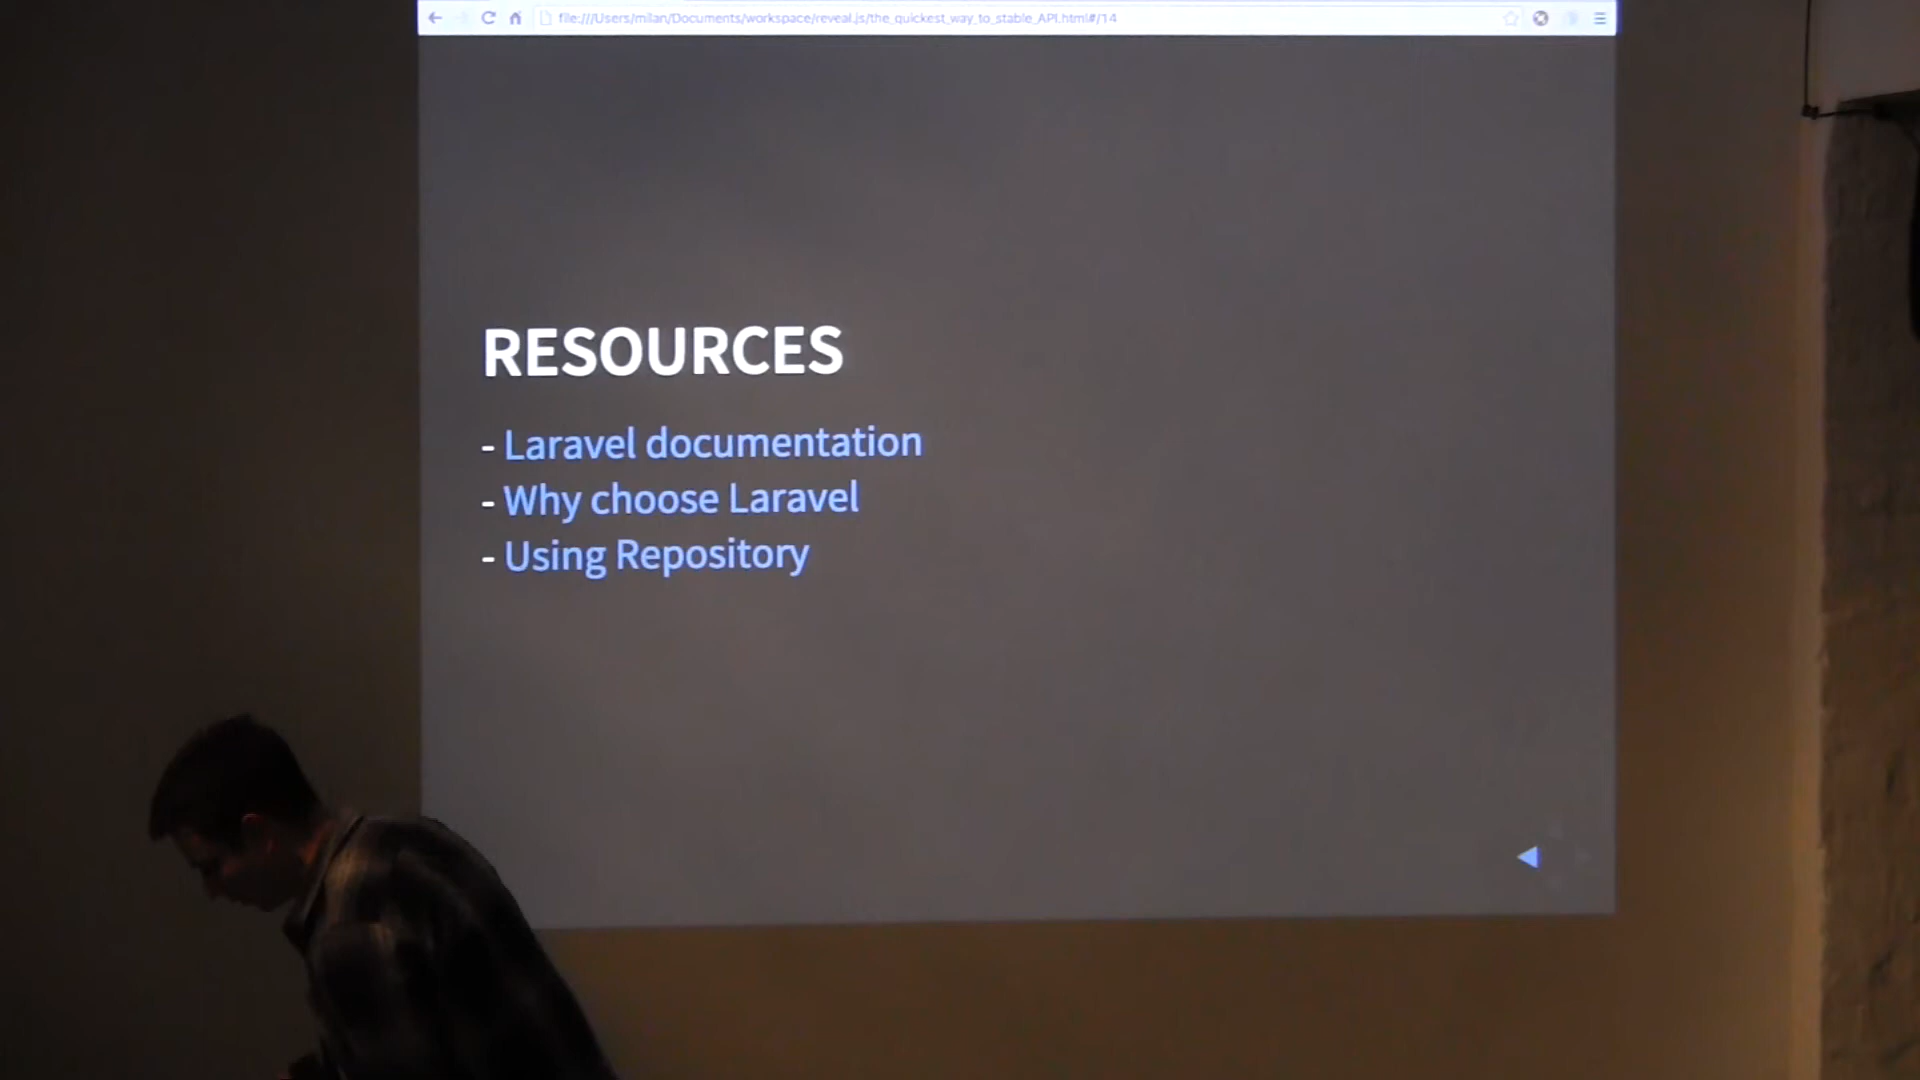 file:///Users/milan/Documents/workspace/reveal.js/the_quickest_way_to_stable_API.html#/14
RESOURCES
- Laravel documentation
- Why choose Laravel
- Using Repository